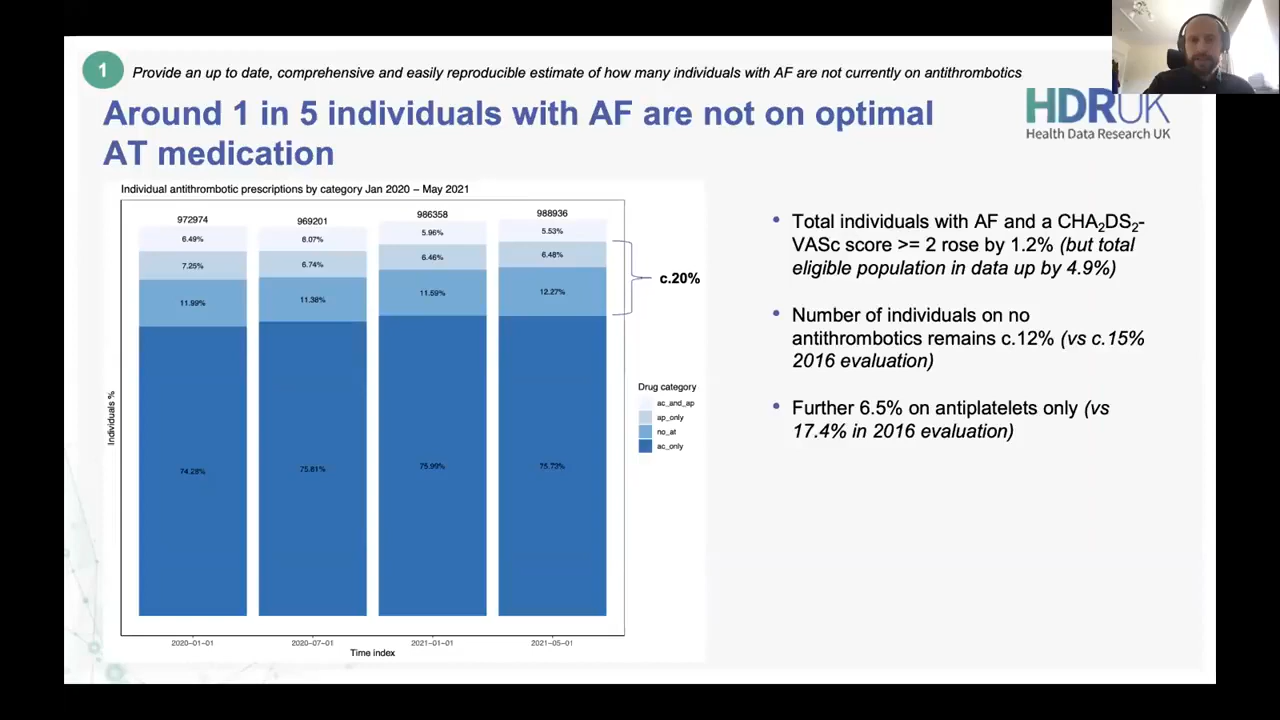 1
Provide an up to date, comprehensive and easily reproducible estimate of how many individuals with AF are not currently on antithrombotics
Around 1 in 5 individuals with AF are not on optimal
AT medication
HDRUK
Health Data Research UK
Individual antithrombotic prescriptions by category Jan 2020 – May 2021
972974
969201
986358
988936
6.49%
6.07%
5.96%
5.53%
7.25%
6.74%
6.46%
6.48%
11.99%
11.38%
11.59%
12.27%
74.28%
75.81%
75.99%
75.73%
c.20%
Individuals %
2020-01-01
2020-07-01
2021-01-01
2021-05-01
Time index
Drug category
ac_and_ap
ap_only
no_at
ac_only
• Total individuals with AF and a CHA₂DS₂-
VASc score >= 2 rose by 1.2% (but total
eligible population in data up by 4.9%)
• Number of individuals on no
antithrombotics remains c.12% (vs c.15%
2016 evaluation)
• Further 6.5% on antiplatelets only (vs
17.4% in 2016 evaluation)